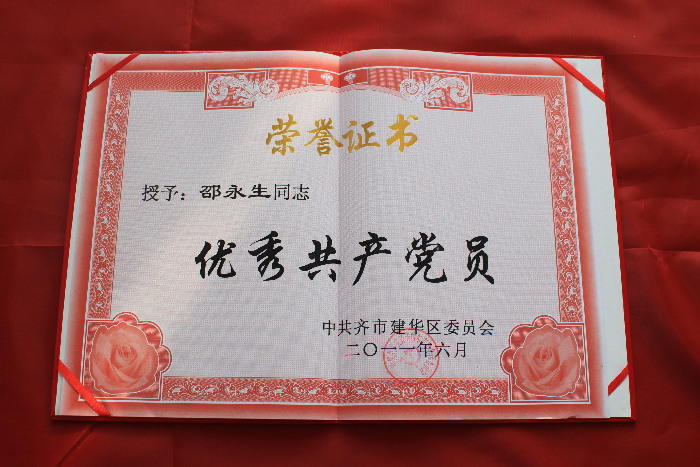 荣誉证书
授予：邵永生同志
优秀共产党员
中共齐市建华区委员会
二〇一一年六月